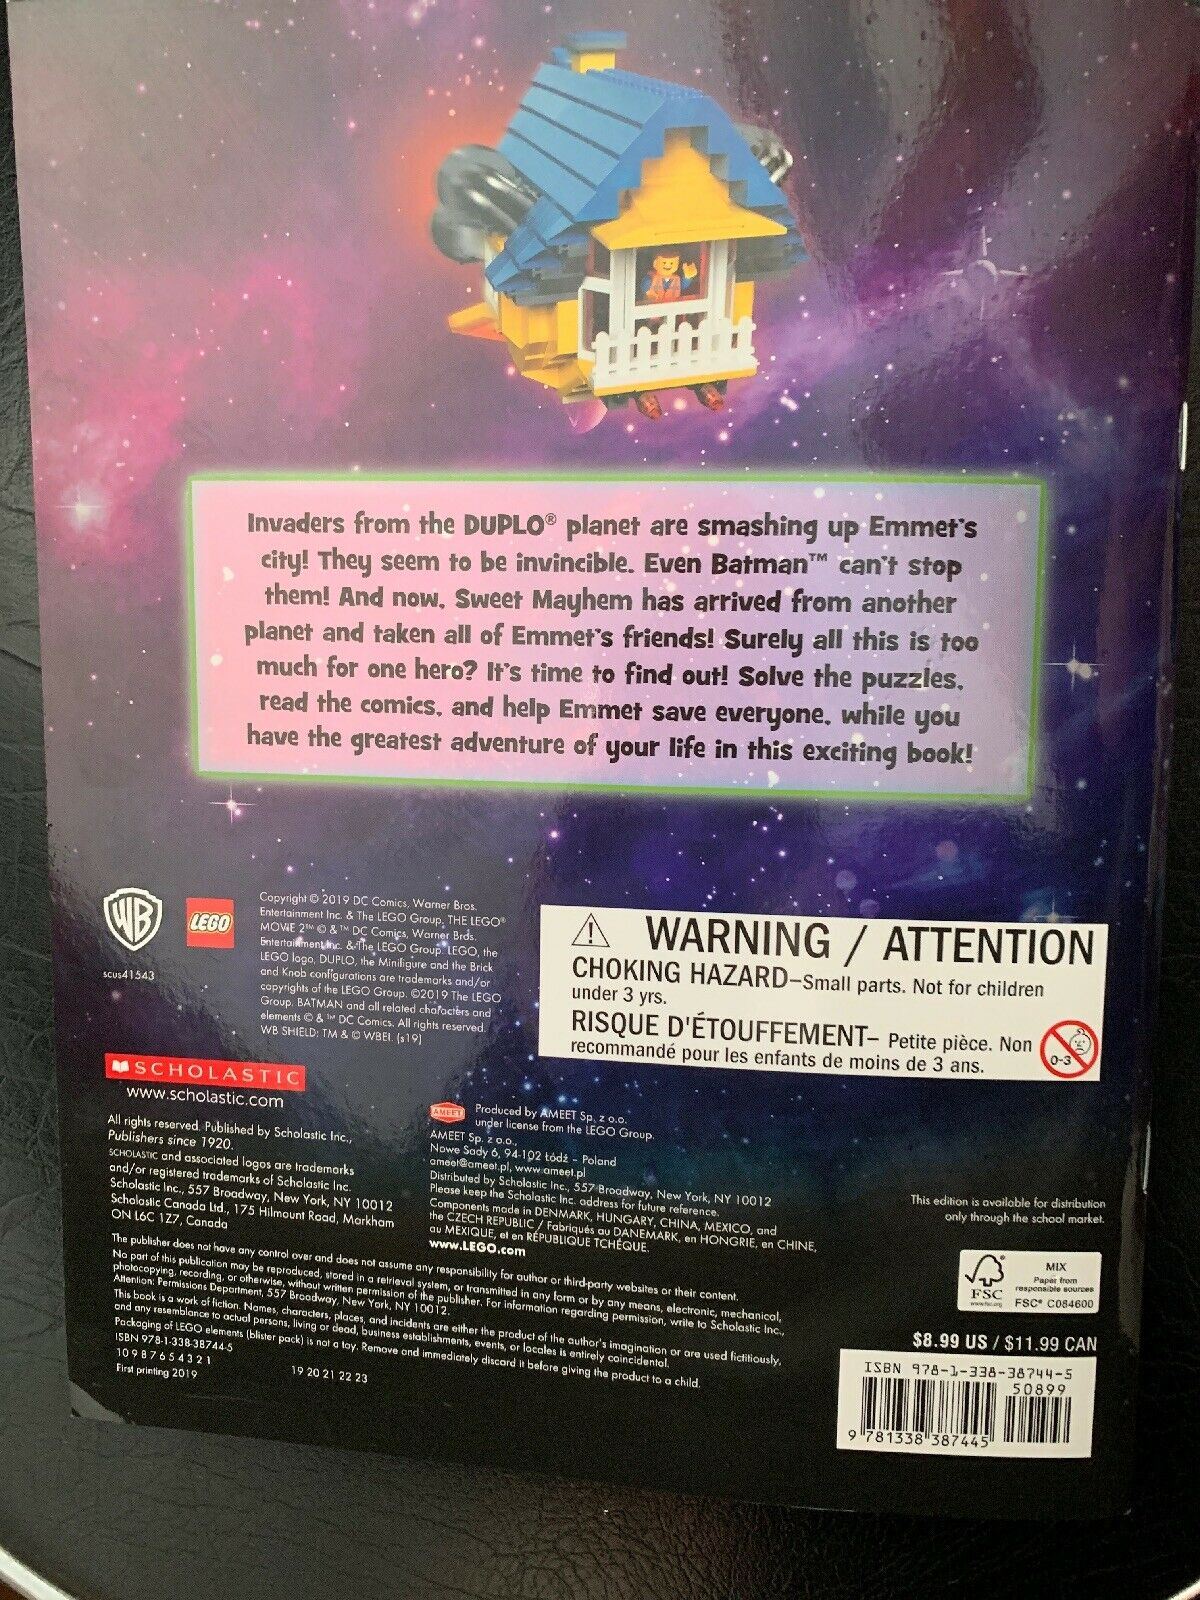 Invaders from the DUPLO® planet are smashing up Emmet's
city! They seem to be invincible. Even Batman™ can't stop
them! And now, Sweet Mayhem has arrived from another
planet and taken all of Emmet's friends! Surely all this is too
much for one hero? It's time to find out! Solve the puzzles,
read the comics, and help Emmet save everyone, while you
have the greatest adventure of your life in this exciting book!
WB
LEGO
scus41543
Copyright © 2019 DC Comics, Warner Bros.
Entertainment Inc. & The LEGO Group. THE LEGO®
MOVIE 2™ © & ™ DC Comics, Warner Bros.
Entertainment Inc. & The LEGO Group. LEGO, the
LEGO logo, DUPLO, the Minifigure and the Brick
and Knob configurations are trademarks and/or
copyrights of the LEGO Group. ©2019 The LEGO
Group. BATMAN and all related characters and
elements © & ™ DC Comics. All rights reserved.
WB SHIELD: TM & © WBEI. (s19)
WARNING / ATTENTION
CHOKING HAZARD–Small parts. Not for children
under 3 yrs.
RISQUE D'ÉTOUFFEMENT– Petite pièce. Non
recommandé pour les enfants de moins de 3 ans.
0-3
SCHOLASTIC
www.scholastic.com
All rights reserved. Published by Scholastic Inc.,
Publishers since 1920.
SCHOLASTIC and associated logos are trademarks
and/or registered trademarks of Scholastic Inc.
Scholastic Inc., 557 Broadway, New York, NY 10012
Scholastic Canada Ltd., 175 Hillmount Road, Markham
ON L6C 1Z7, Canada
AMEET
Produced by AMEET Sp. z o.o.
under license from the LEGO Group.
AMEET Sp. z o.o.,
Nowe Sady 6, 94-102 Łódź – Poland
ameet@ameet.pl, www.ameet.pl
Distributed by Scholastic Inc., 557 Broadway, New York, NY 10012
Please keep the Scholastic Inc. address for future reference.
Components made in DENMARK, HUNGARY, CHINA, MEXICO, and
the CZECH REPUBLIC / Fabriqués au DANEMARK, en HONGRIE, en CHINE,
au MEXIQUE, et en RÉPUBLIQUE TCHÈQUE.
www.LEGO.com
The publisher does not have any control over and does not assume any responsibility for author or third-party websites or their content.
No part of this publication may be reproduced, stored in a retrieval system, or transmitted in any form or by any means, electronic, mechanical,
photocopying, recording, or otherwise, without written permission of the publisher. For information regarding permission, write to Scholastic Inc.,
Attention: Permissions Department, 557 Broadway, New York, NY 10012.
This book is a work of fiction. Names, characters, places, and incidents are either the product of the author's imagination or are used fictitiously,
and any resemblance to actual persons, living or dead, business establishments, events, or locales is entirely coincidental.
Packaging of LEGO elements (blister pack) is not a toy. Remove and immediately discard it before giving the product to a child.
ISBN 978-1-338-38744-5
10 9 8 7 6 5 4 3 2 1 19 20 21 22 23
First printing 2019
This edition is available for distribution
only through the school market.
FSC
www.fsc.org
MIX
Paper from
responsible sources
FSC® C084600
$8.99 US / $11.99 CAN
ISBN 978-1-338-38744-5
50899
9 781338 387445